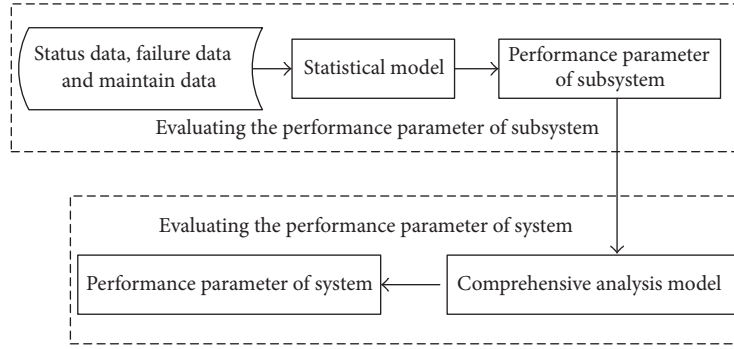 Status data, failure data
and maintain data
Statistical model
Performance parameter
of subsystem
Evaluating the performance parameter of subsystem
Evaluating the performance parameter of system
Performance parameter of system
Comprehensive analysis model